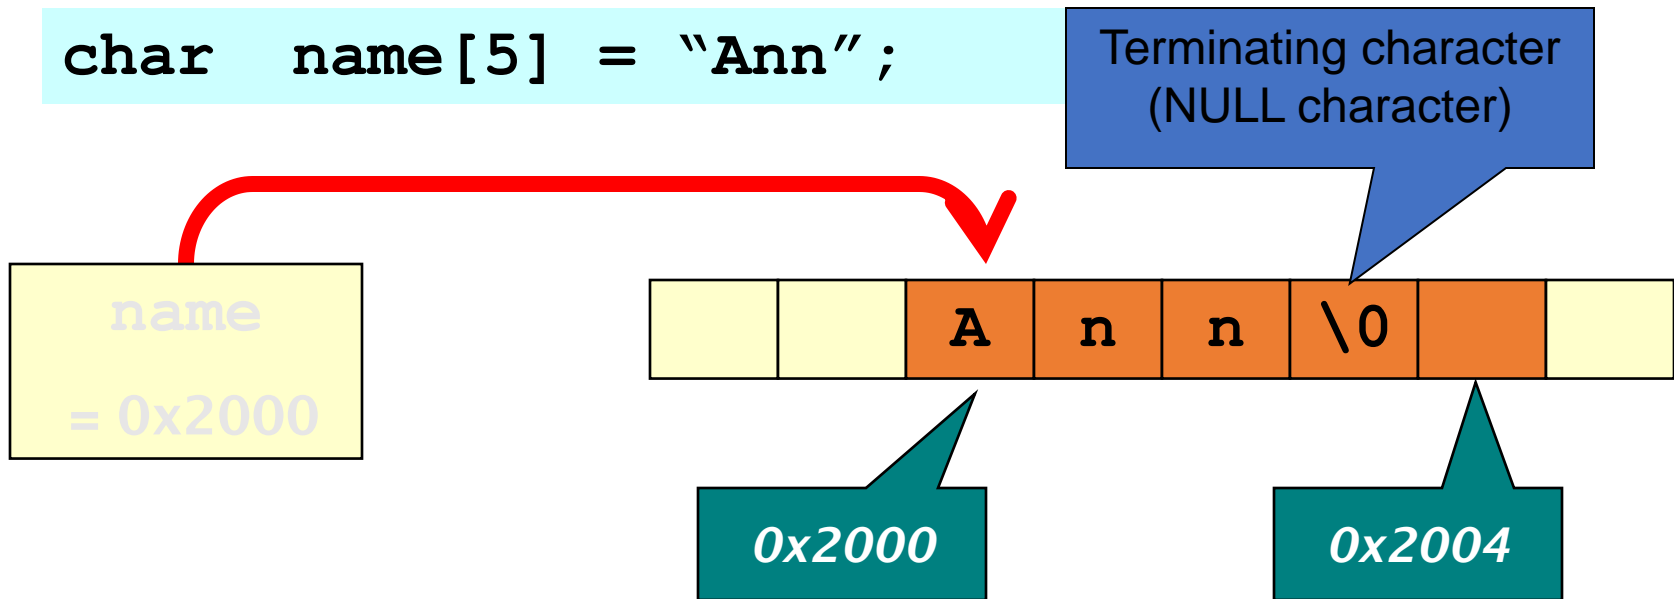 char  name[5] = “Ann”;
Terminating character
(NULL character)
name
= 0x2000
A n n \0
0x2000
0x2004